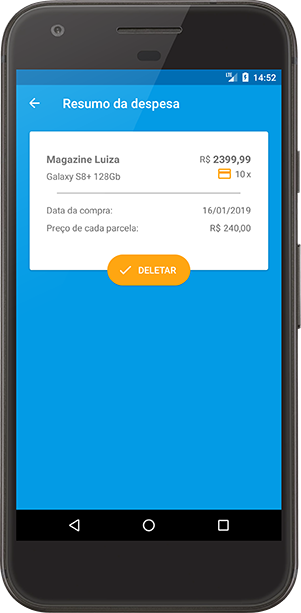 LTE 14:52
Resumo da despesa
Magazine Luiza R$ 2399,99
Galaxy S8+ 128Gb 10 x
Data da compra: 16/01/2019
Preço de cada parcela: R$ 240,00
DELETAR